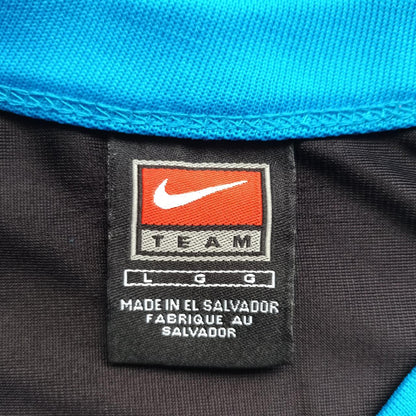 TEAM
L G G
MADE IN EL SALVADOR
FABRIQUE AU
SALVADOR